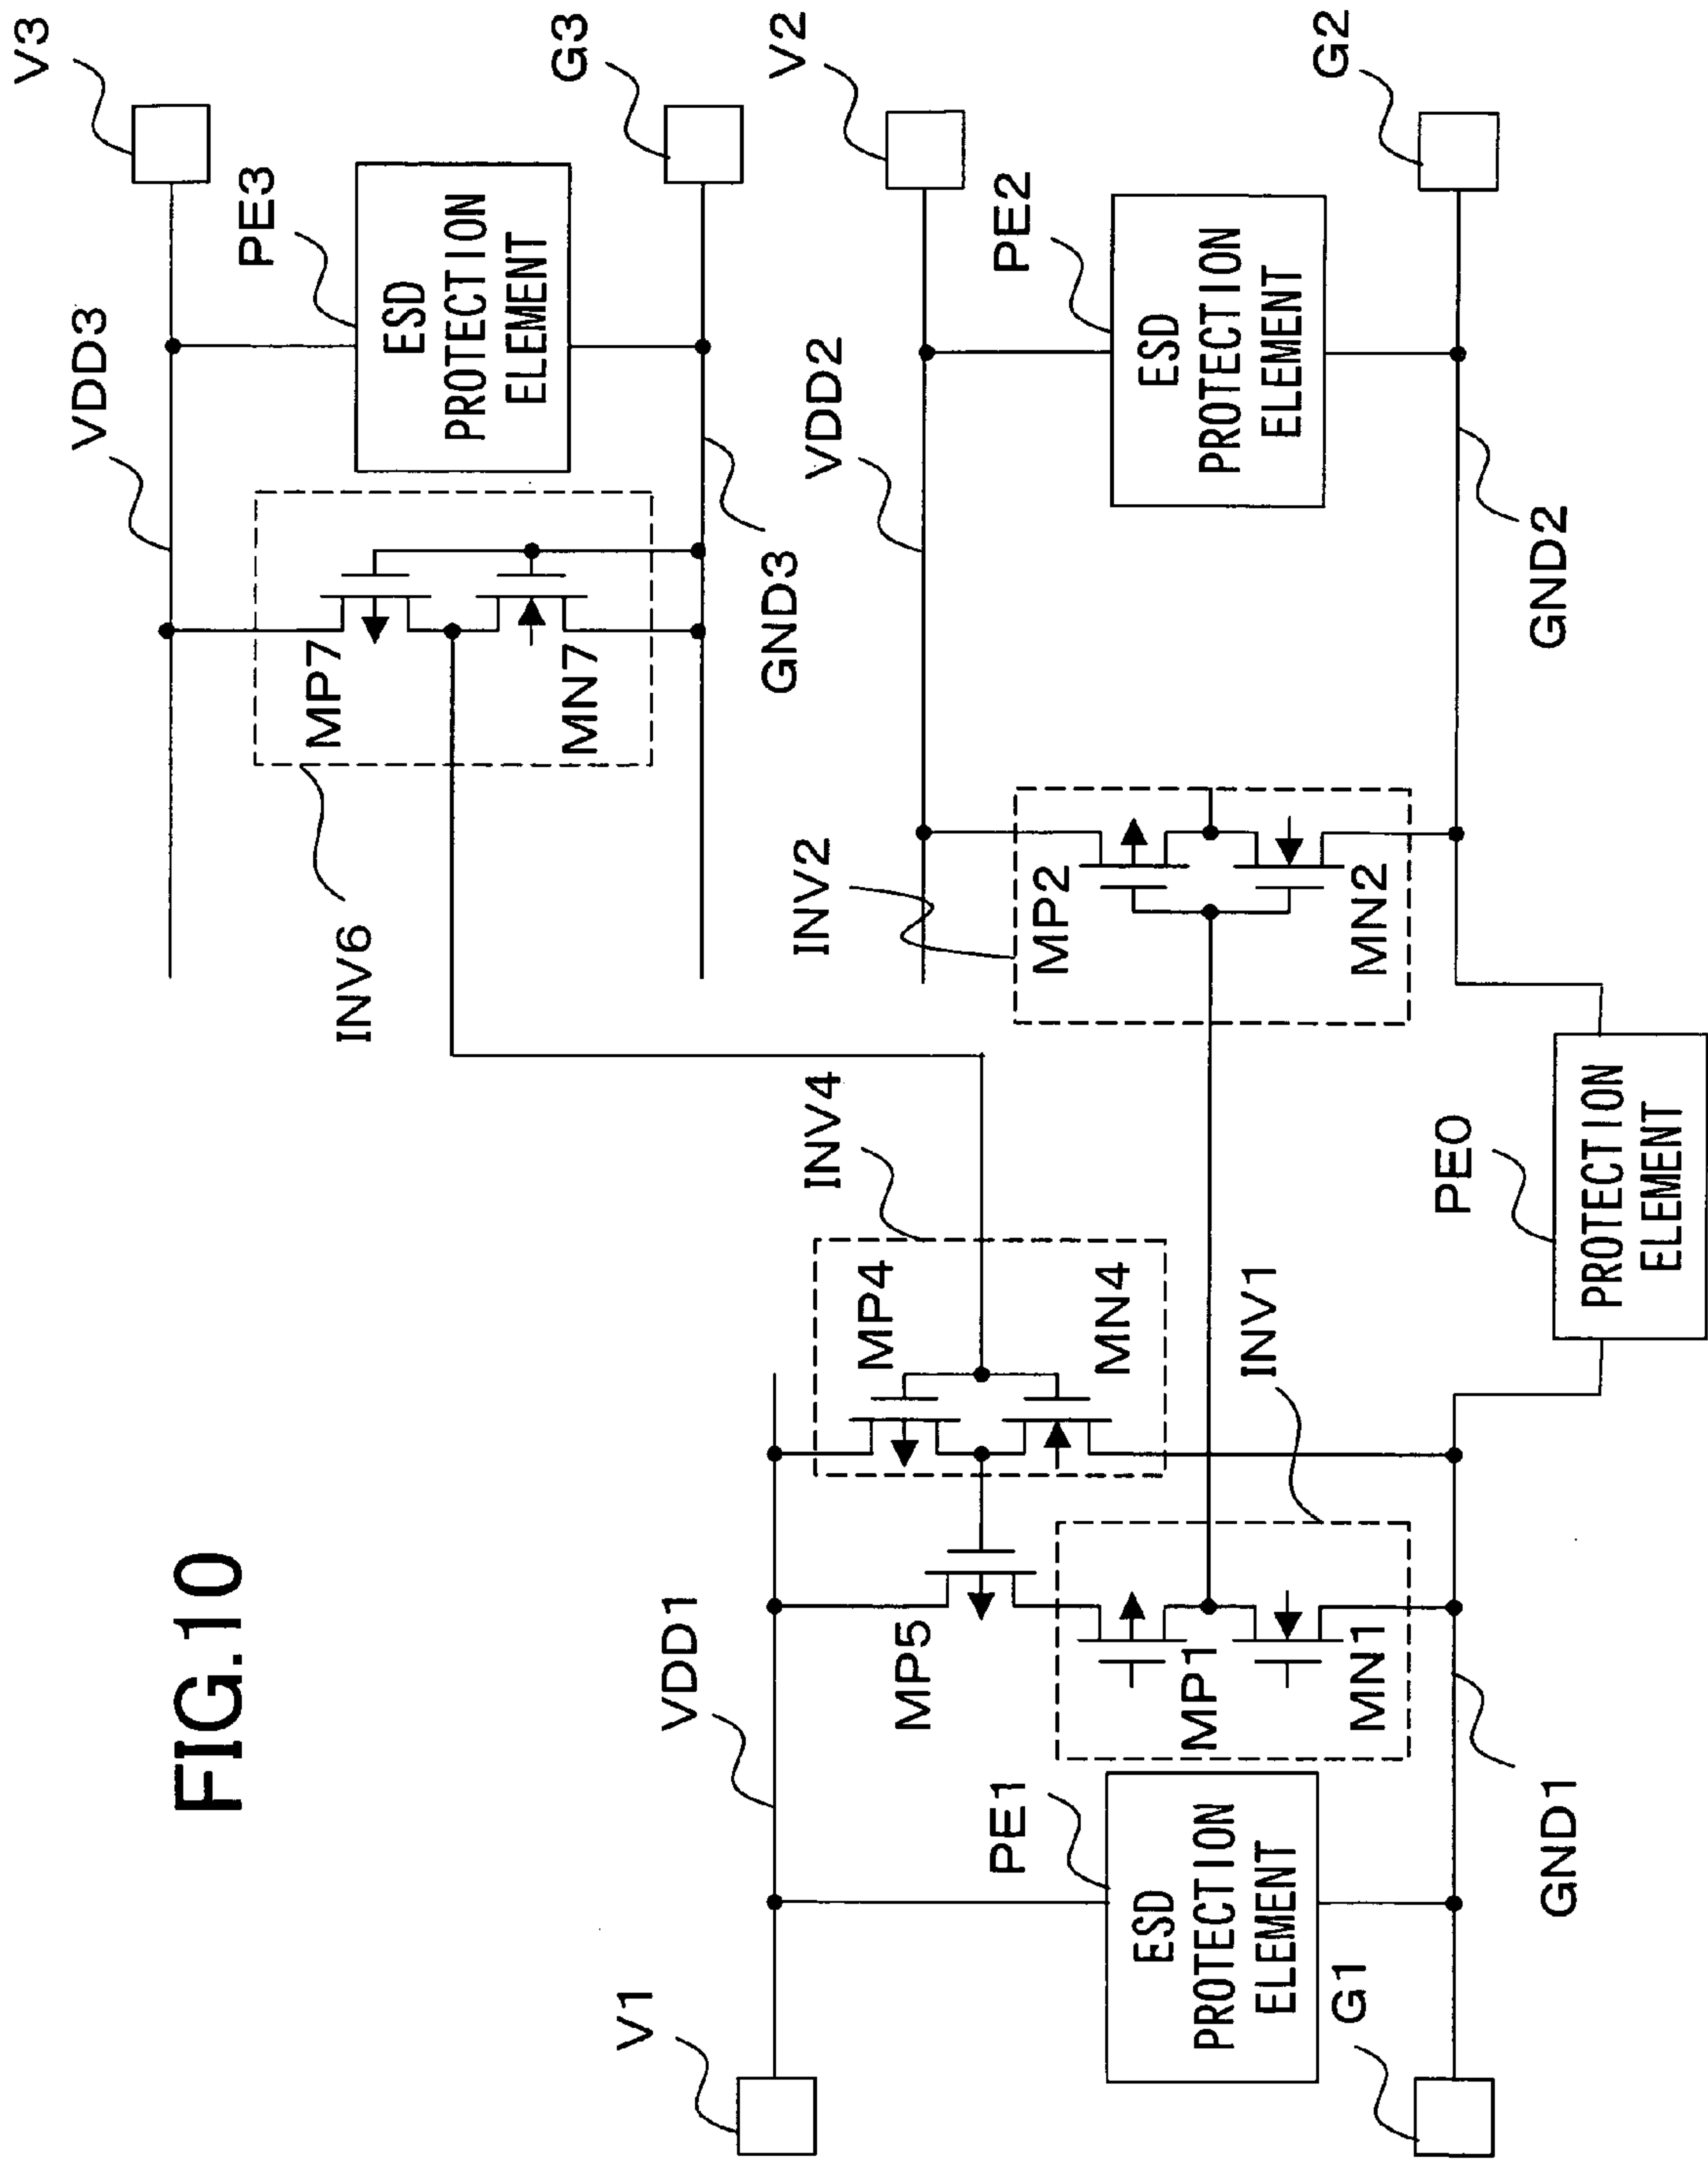 FIG.10
V3
VDD3
PE3
ESD
PROTECTION
ELEMENT
G3
MP7
MN7
INV6
GND3
V2
VDD2
PE2
ESD
PROTECTION
ELEMENT
G2
INV2
MP2
MN2
GND2
INV4
MP4
MN4
PE0
PROTECTION
ELEMENT
V1
VDD1
MP5
INV1
MP1
MN1
PE1
ESD
PROTECTION
ELEMENT
G1
GND1